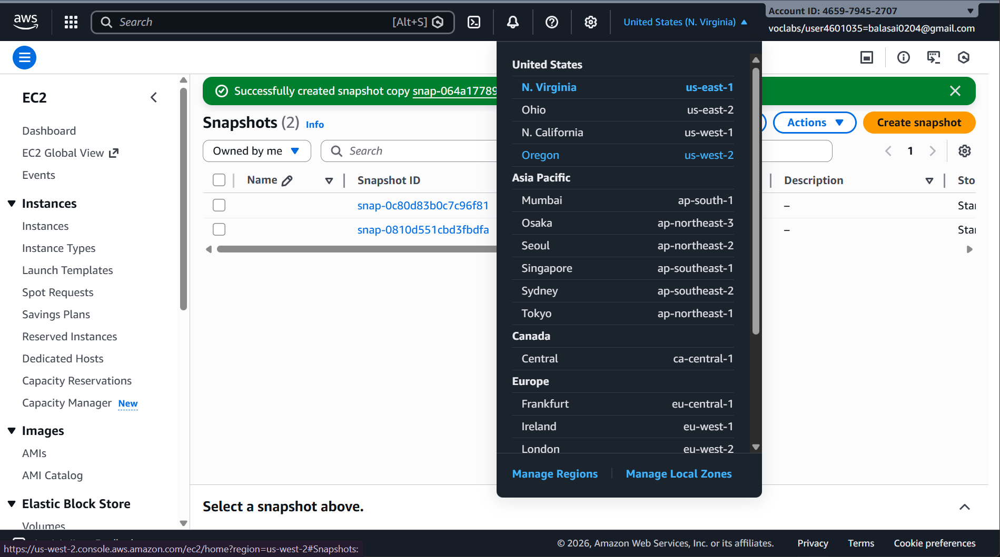 aws
Search
[Alt+S]
United States (N. Virginia)
Account ID: 4659-7945-2707
voclabs/user4601035=balasai0204@gmail.com
EC2
Dashboard
EC2 Global View
Events
Instances
Instances
Instance Types
Launch Templates
Spot Requests
Savings Plans
Reserved Instances
Dedicated Hosts
Capacity Reservations
Capacity Manager New
Images
AMIs
AMI Catalog
Elastic Block Store
Volumes
Successfully created snapshot copy snap-064a17789
Snapshots (2) Info
Actions
Create snapshot
Owned by me
Search
1
Name
Snapshot ID
Description
Sto
snap-0c80d83b0c7c96f81
–
Star
snap-0810d551cbd3fbdfa
–
Star
United States
N. Virginia us-east-1
Ohio us-east-2
N. California us-west-1
Oregon us-west-2
Asia Pacific
Mumbai ap-south-1
Osaka ap-northeast-3
Seoul ap-northeast-2
Singapore ap-southeast-1
Sydney ap-southeast-2
Tokyo ap-northeast-1
Canada
Central ca-central-1
Europe
Frankfurt eu-central-1
Ireland eu-west-1
London eu-west-2
Manage Regions
Manage Local Zones
Select a snapshot above.
https://us-west-2.console.aws.amazon.com/ec2/home?region=us-west-2#Snapshots:
© 2026, Amazon Web Services, Inc. or its affiliates.
Privacy
Terms
Cookie preferences